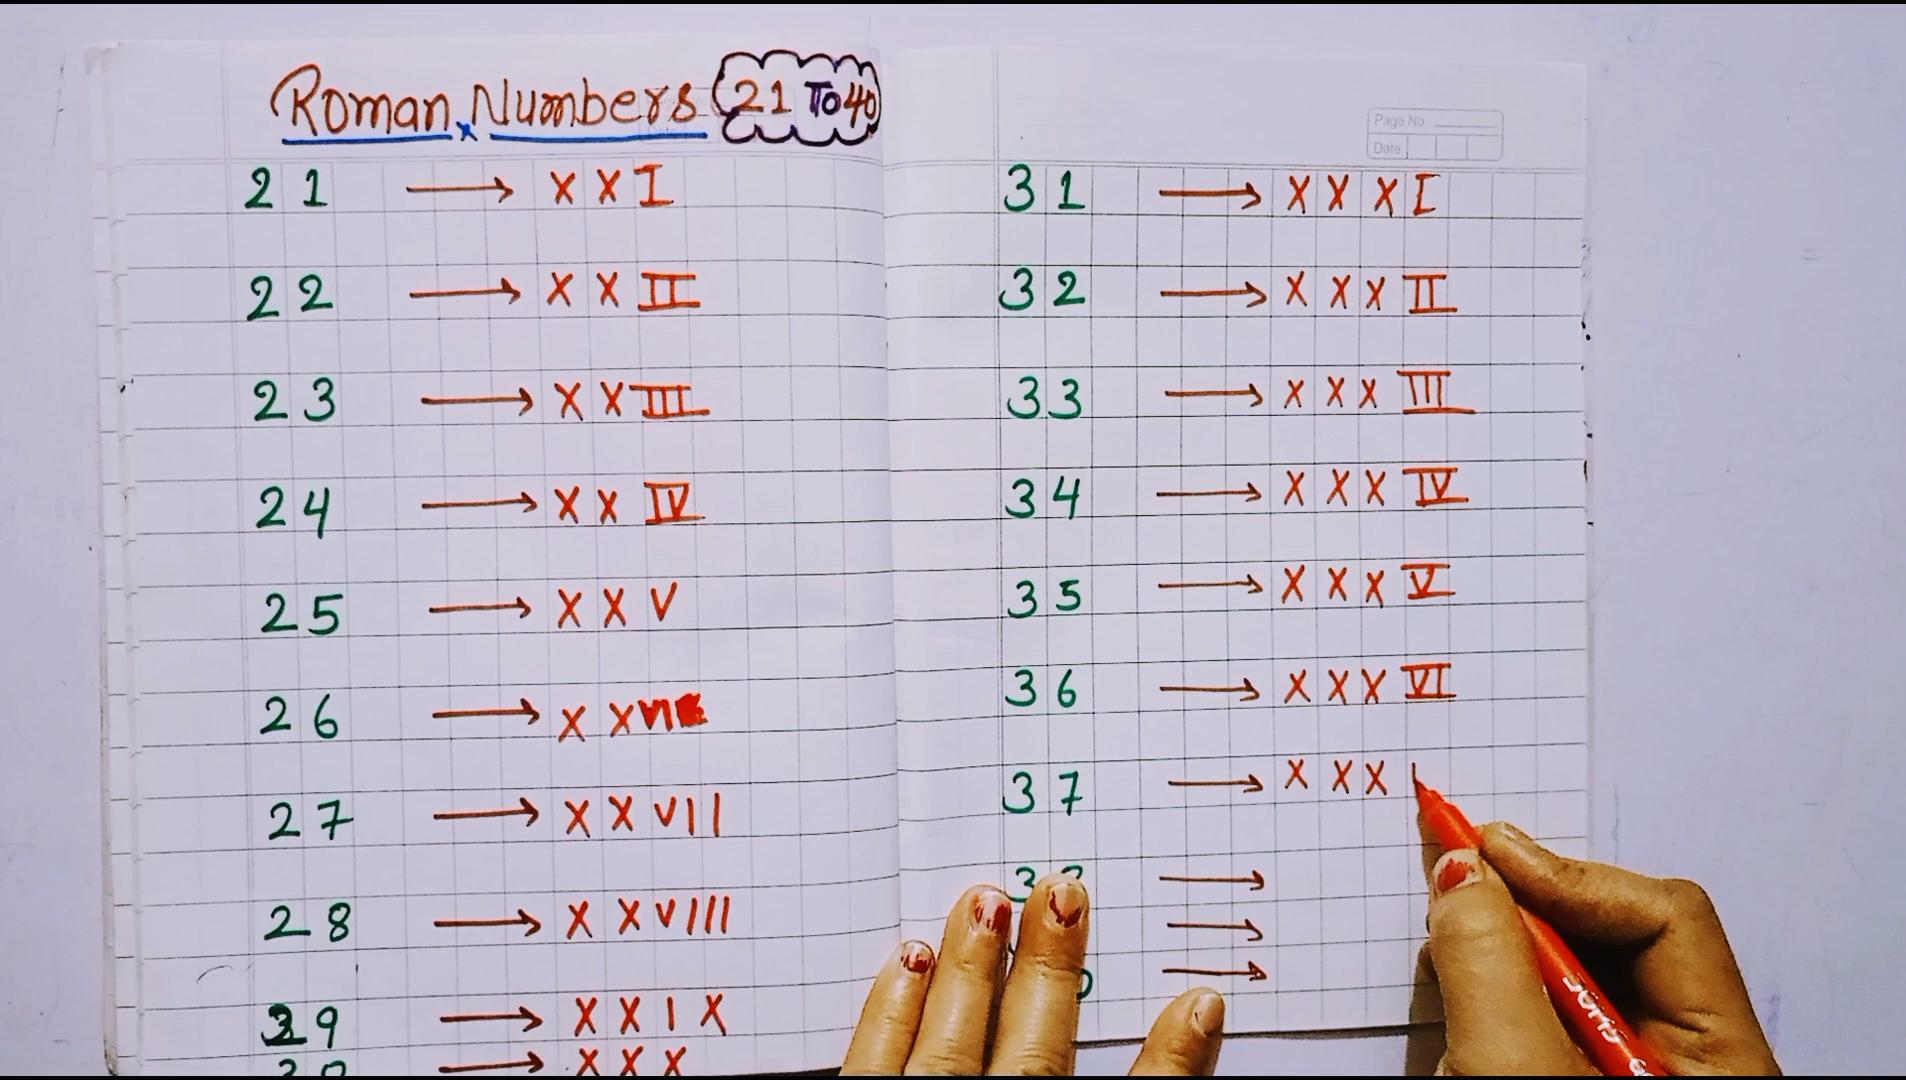 Roman Numbers 21 To 40
Page No
Date
21 → XXI
22 → XXII
23 → XXIII
24 → XXIV
25 → XXV
26 → XXVI
27 → XXVII
28 → XXVIII
29 → XXIX
30 → XXX
31 → XXXI
32 → XXXII
33 → XXXIII
34 → XXXIV
35 → XXXV
36 → XXXVI
37 → XXX
→
→
→